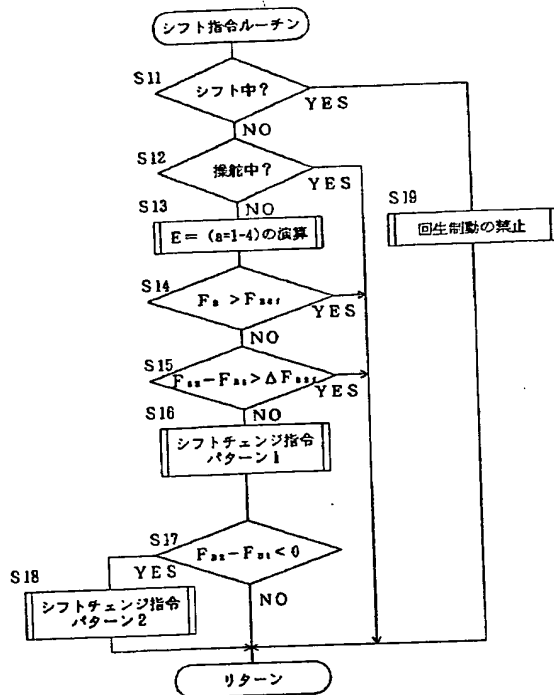 シフト指令ルーチン
S11
シフト中?
YES
NO
S12
操舵中?
YES
S13
NO
E= (a=1-4)の演算
S19
回生制動の禁止
S14
YES
NO
S15
YES
S16
NO
シフトチェンジ指令
パターン1
S17
YES
S18
NO
シフトチェンジ指令
パターン2
リターン